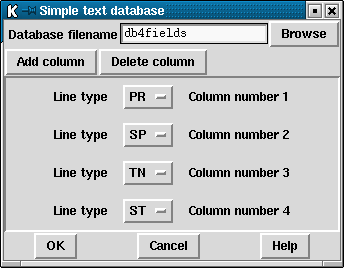 Simple text database
Database filename db4fields Browse
Add column Delete column
Line type PR Column number 1
Line type SP Column number 2
Line type TN Column number 3
Line type ST Column number 4
OK Cancel Help